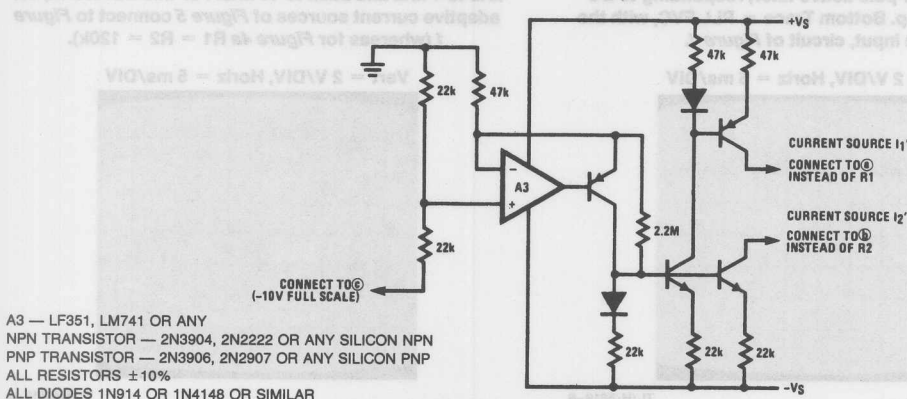 +VS
47k
47k
22k
47k
CURRENT SOURCE I1'
CONNECT TO ⓐ
INSTEAD OF R1
−
A3
+
CURRENT SOURCE I2'
CONNECT TO ⓑ
INSTEAD OF R2
2.2M
22k
CONNECT TO ⓒ
(−10V FULL SCALE)
22k
22k
22k
−VS
A3 — LF351, LM741 OR ANY
NPN TRANSISTOR — 2N3904, 2N2222 OR ANY SILICON NPN
PNP TRANSISTOR — 2N3906, 2N2907 OR ANY SILICON PNP
ALL RESISTORS ±10%
ALL DIODES 1N914 OR 1N4148 OR SIMILAR